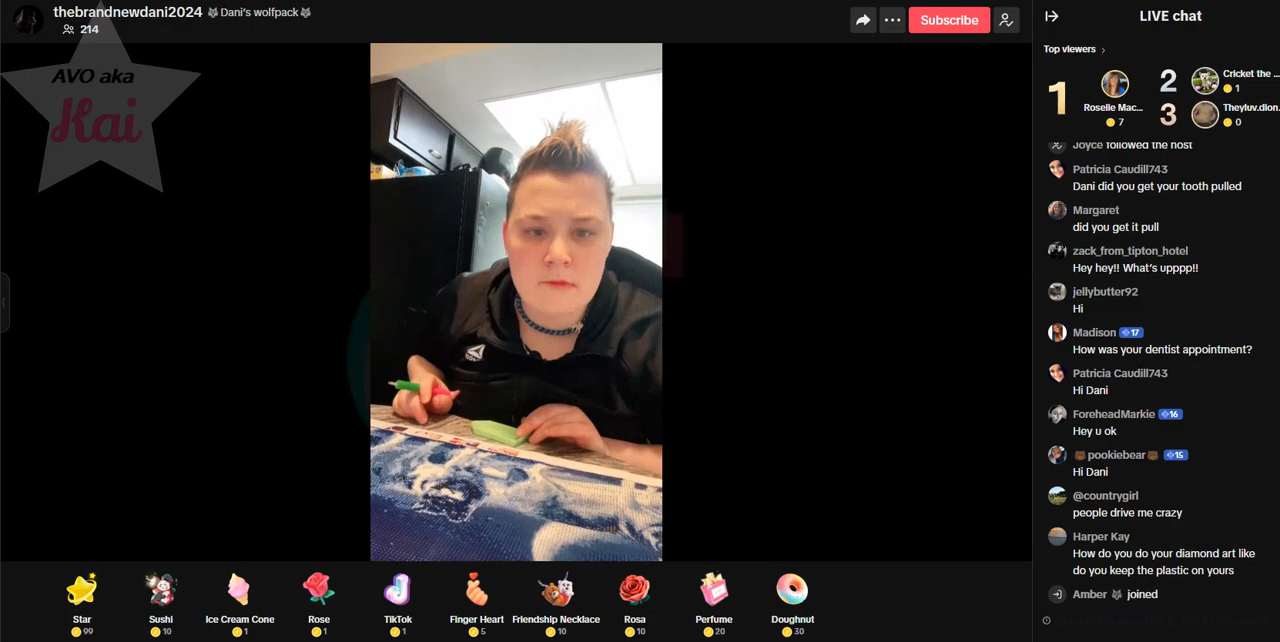 thebrandnewdani2024 🐺Dani's wolfpack🐺
214
Subscribe
AVO aka
Kai
Star
99
Sushi
10
Ice Cream Cone
1
Rose
1
TikTok
1
Finger Heart
5
Friendship Necklace
10
Rosa
10
Perfume
20
Doughnut
30
LIVE chat
Top viewers
1
Roselle Mac...
7
2
Cricket the ...
1
3
Theyluv.dion.
0
Joyce followed the host
Patricia Caudill743
Dani did you get your tooth pulled
Margaret
did you get it pull
zack_from_tipton_hotel
Hey hey!! What's upppp!!
jellybutter92
Hi
Madison 17
How was your dentist appointment?
Patricia Caudill743
Hi Dani
ForeheadMarkie 16
Hey u ok
🐻pookiebear🐻 15
Hi Dani
@countrygirl
people drive me crazy
Harper Kay
How do you do your diamond art like
do you keep the plastic on yours
Amber 🐺 joined